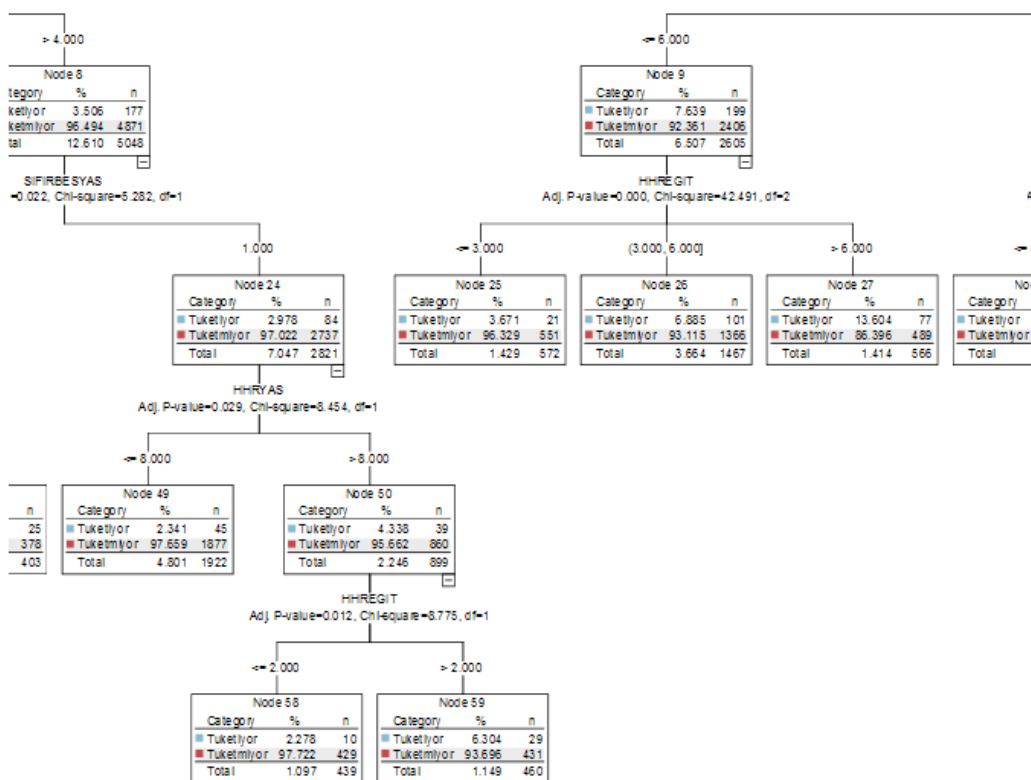 > 4.000
<= 6.000
Node 8
tegory % n
ketiyor 3.506 177
ketmiyor 96.494 4871
tal 12.610 5048
Node 9
Category % n
Tuketiyor 7.639 199
Tuketmiyor 92.361 2406
Total 6.507 2605
SIFIRBESYAS
=0.022, Chi-square=5.282, df=1
HHREGIT
Adj. P-value=0.000, Chi-square=42.491, df=2
1.000
<= 3.000
(3.000, 6.000]
> 6.000
<=
Node 24
Category % n
Tuketiyor 2.978 84
Tuketmiyor 97.022 2737
Total 7.047 2821
Node 25
Category % n
Tuketiyor 3.671 21
Tuketmiyor 96.329 551
Total 1.429 572
Node 26
Category % n
Tuketiyor 6.885 101
Tuketmiyor 93.115 1366
Total 3.664 1467
Node 27
Category % n
Tuketiyor 13.604 77
Tuketmiyor 86.396 489
Total 1.414 566
No
Category
Tuketiyor
Tuketmiyor
Total
HHRYAS
Adj. P-value=0.029, Chi-square=8.454, df=1
<= 8.000
> 8.000
n
25
378
403
Node 49
Category % n
Tuketiyor 2.341 45
Tuketmiyor 97.659 1877
Total 4.801 1922
Node 50
Category % n
Tuketiyor 4.338 39
Tuketmiyor 95.662 860
Total 2.246 899
HHREGIT
Adj. P-value=0.012, Chi-square=8.775, df=1
<= 2.000
> 2.000
Node 58
Category % n
Tuketiyor 2.278 10
Tuketmiyor 97.722 429
Total 1.097 439
Node 59
Category % n
Tuketiyor 6.304 29
Tuketmiyor 93.696 431
Total 1.149 460